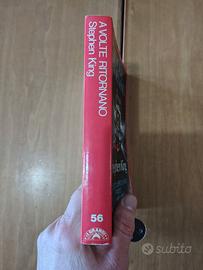 A VOLTE RITORNANO
Stephen King
56
subito